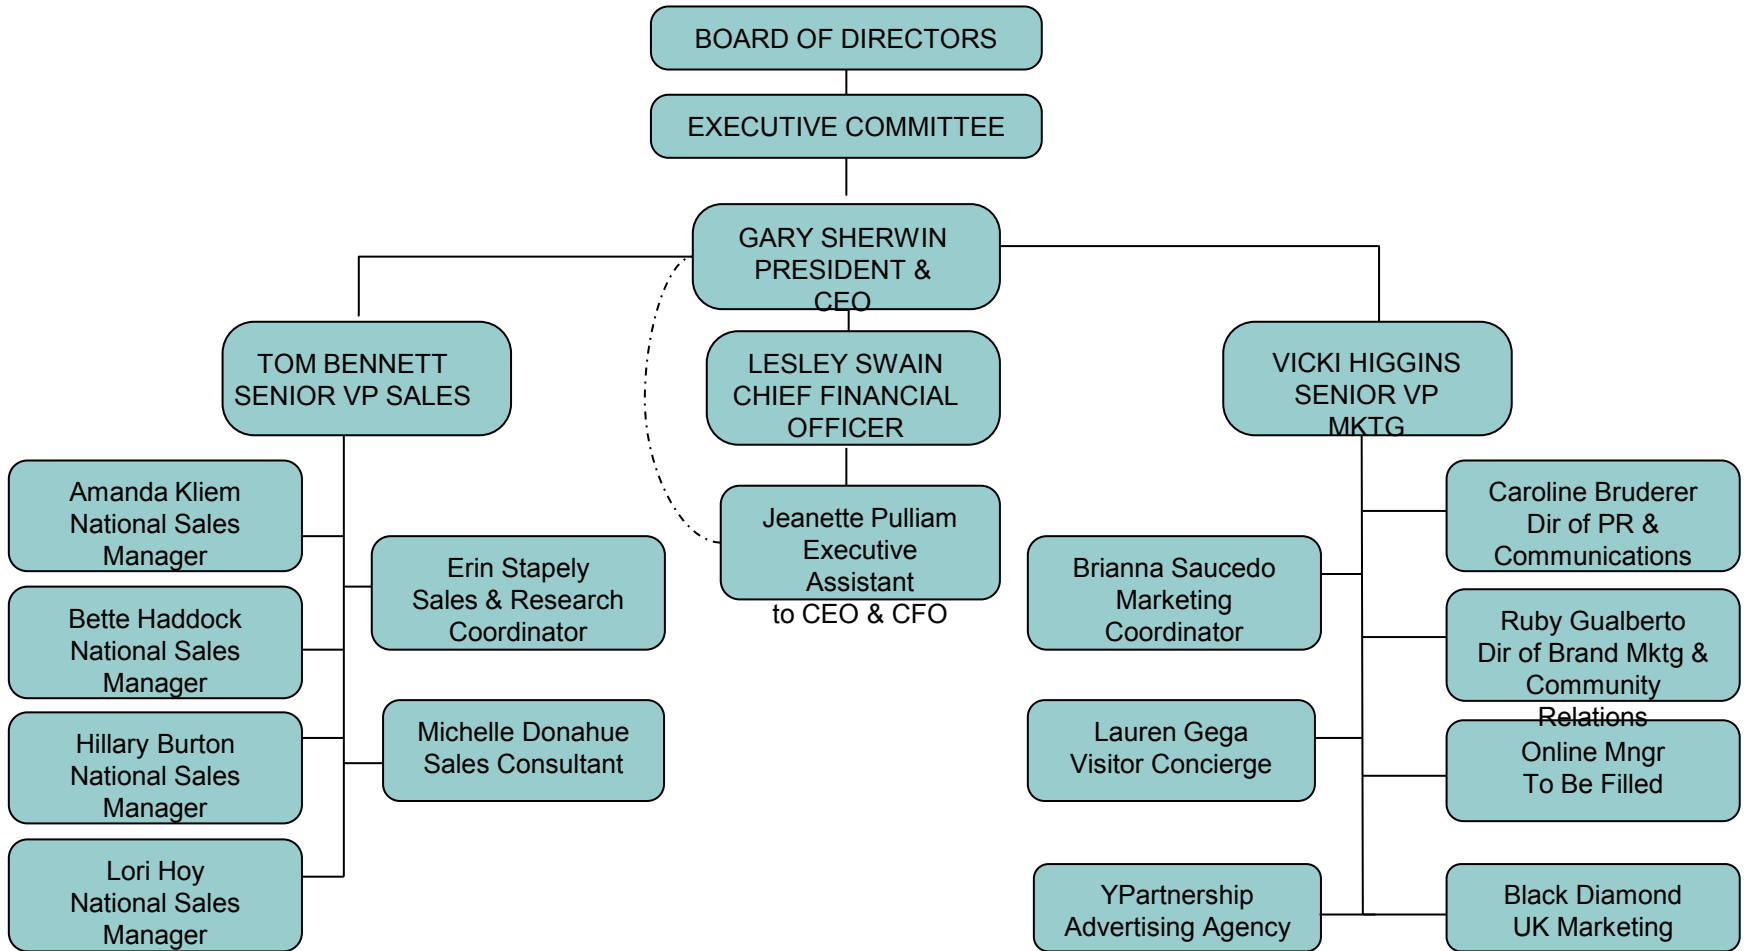 BOARD OF DIRECTORS
EXECUTIVE COMMITTEE
GARY SHERWIN
PRESIDENT &
CEO
TOM BENNETT
SENIOR VP SALES
LESLEY SWAIN
CHIEF FINANCIAL
OFFICER
VICKI HIGGINS
SENIOR VP
MKTG
Amanda Kliem
National Sales
Manager
Bette Haddock
National Sales
Manager
Hillary Burton
National Sales
Manager
Lori Hoy
National Sales
Manager
Erin Stapely
Sales & Research
Coordinator
Michelle Donahue
Sales Consultant
Jeanette Pulliam
Executive
Assistant
to CEO & CFO
Brianna Saucedo
Marketing
Coordinator
Lauren Gega
Visitor Concierge
YPartnership
Advertising Agency
Caroline Bruderer
Dir of PR &
Communications
Ruby Gualberto
Dir of Brand Mktg &
Community
Relations
Online Mngr
To Be Filled
Black Diamond
UK Marketing